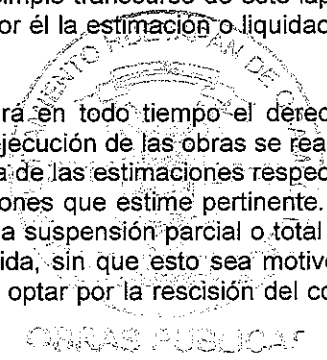 simple transcurso de este lap
or él la estimación o liquidac
ra en todo tiempo el derec
ejecución de las obras se rea
a de las estimaciones respec
iones que estime pertinente.
a suspensión parcial o total
ida, sin que esto sea motiv
optar por la rescisión del co
OBRAS PUBLICAS